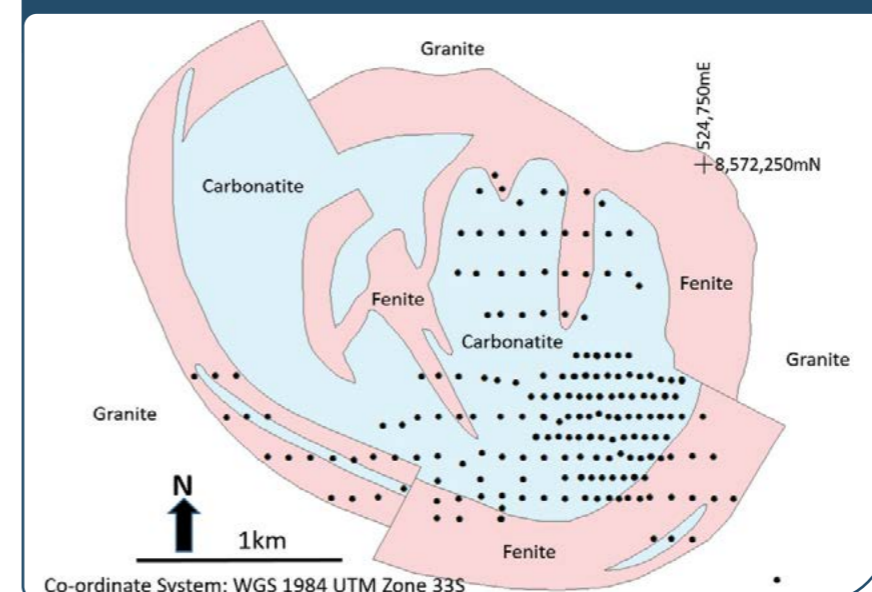 Granite
524,750mE
8,572,250mN
Carbonatite
Fenite
Fenite
Carbonatite
Granite
Granite
N
1km
Fenite
Co-ordinate System: WGS 1984 UTM Zone 33S